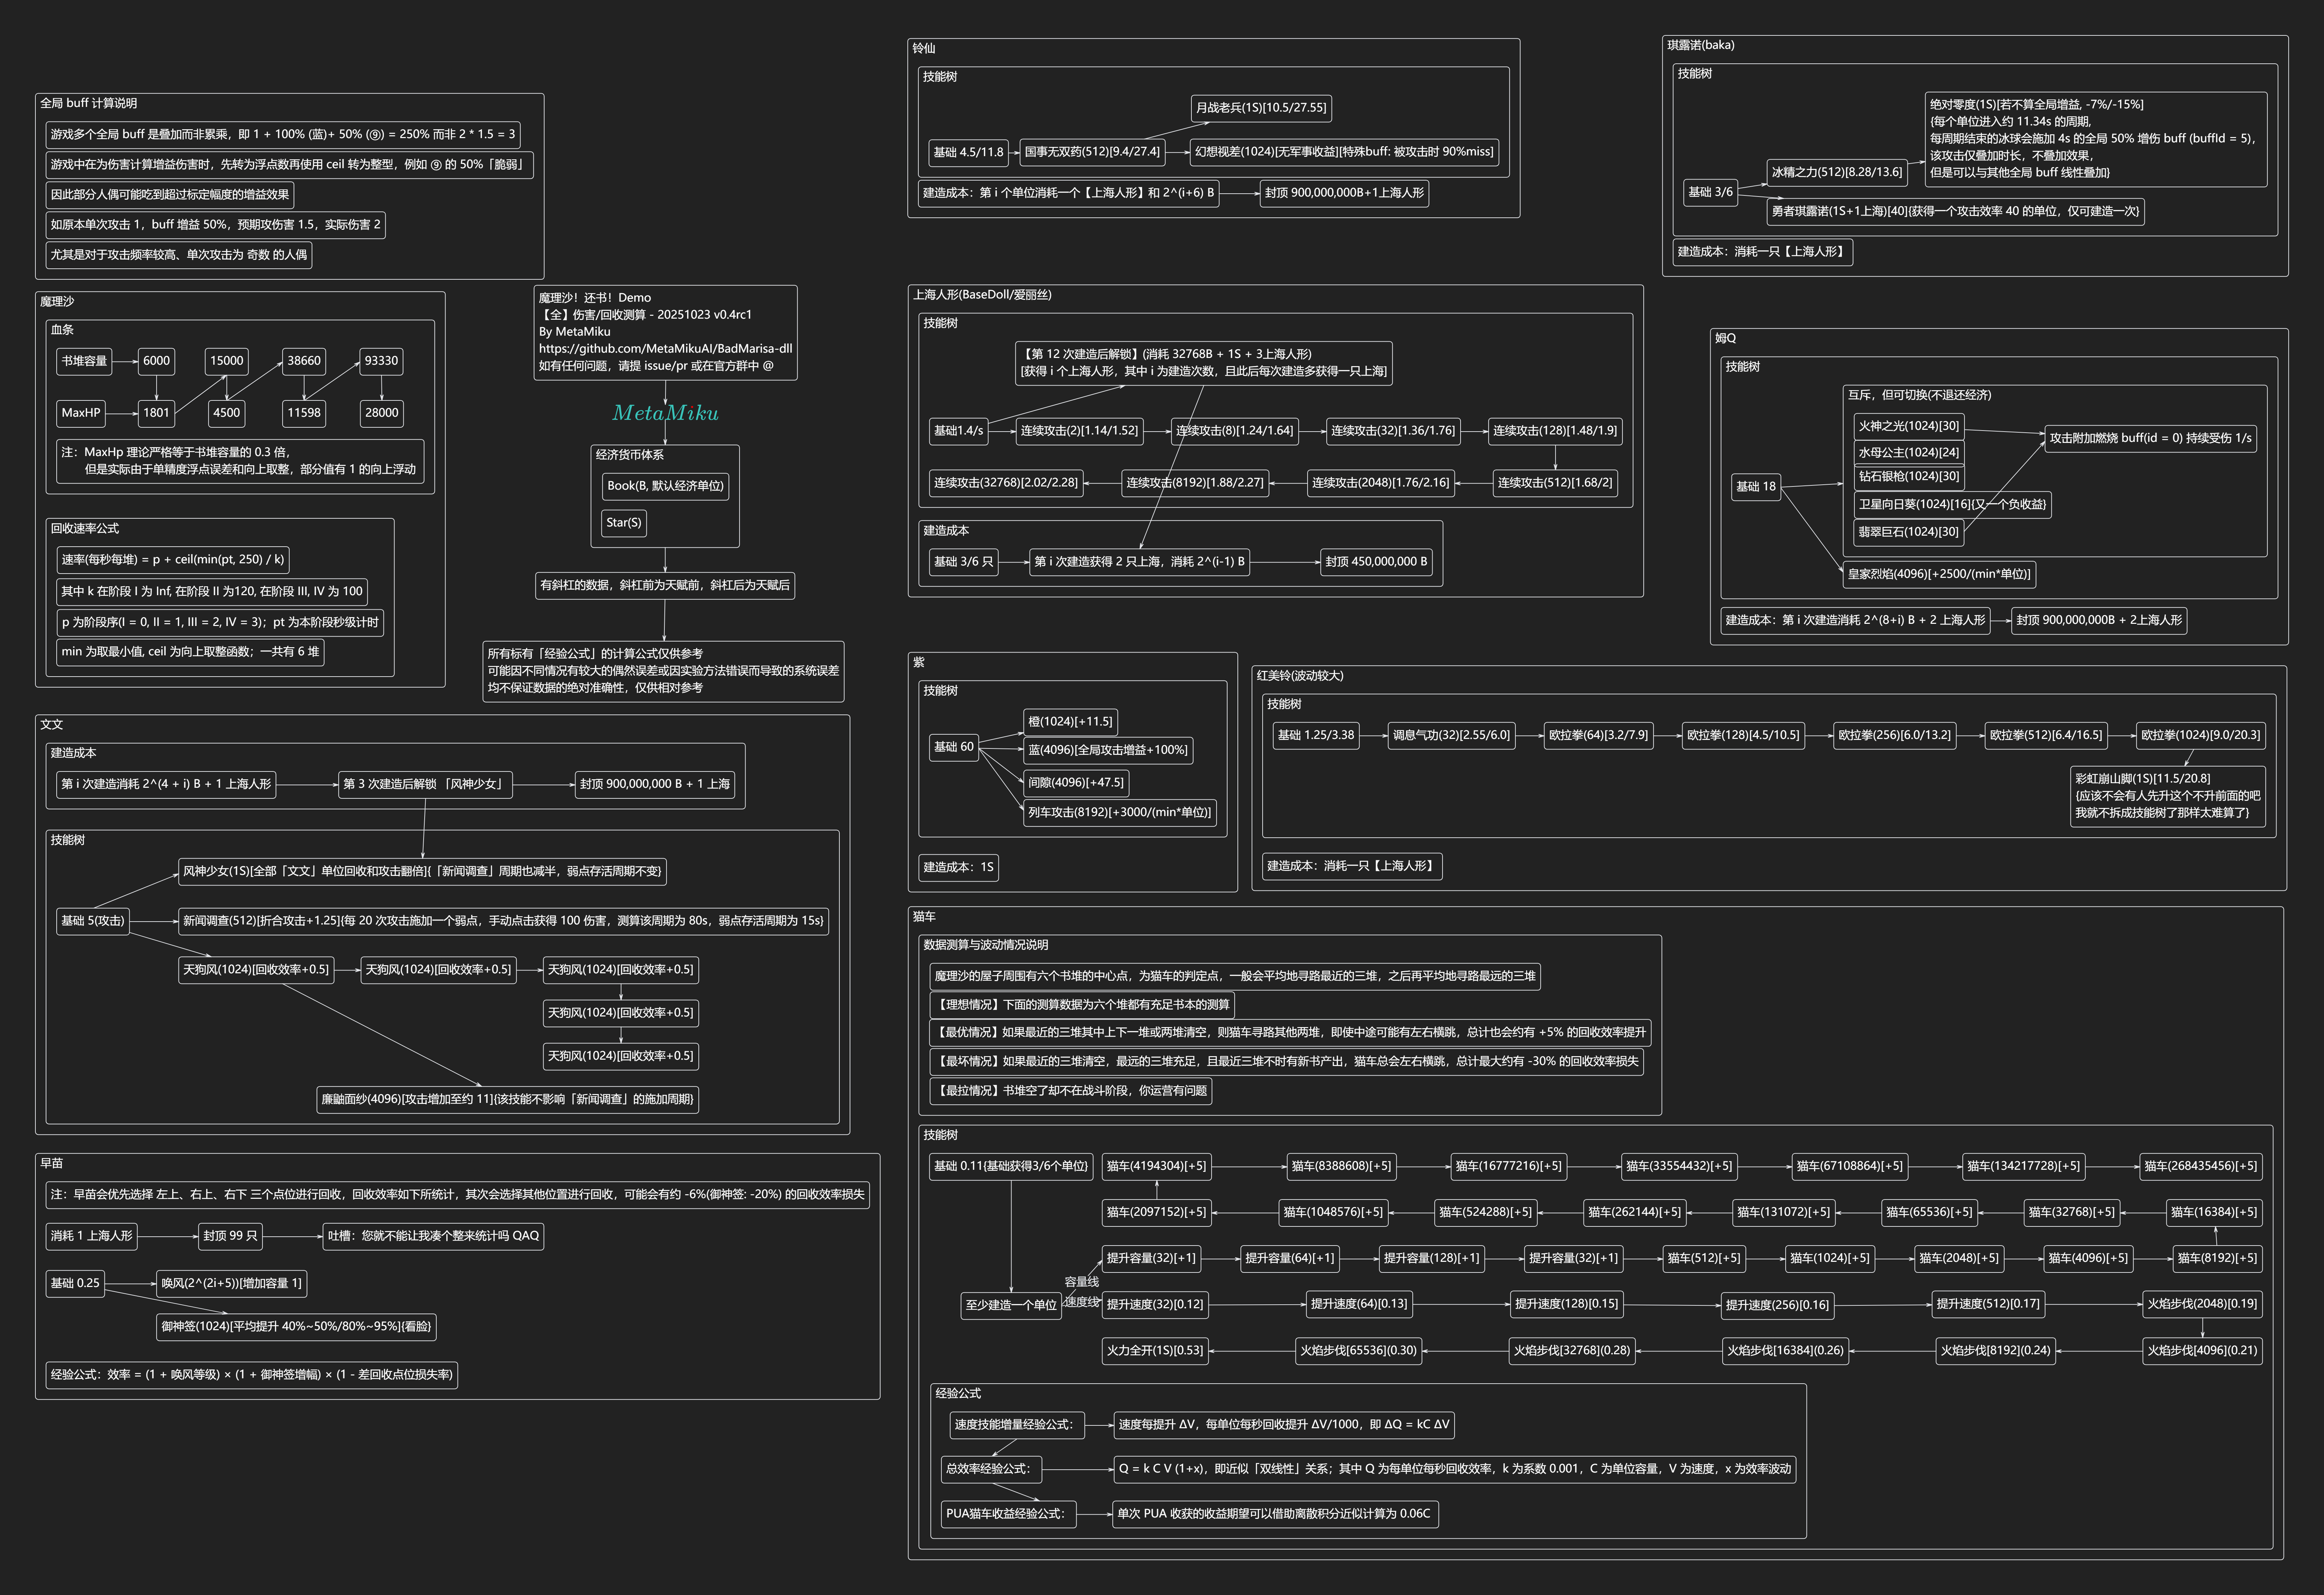 全局 buff 计算说明
游戏多个全局 buff 是叠加而非累乘，即 1 + 100% (蓝)+ 50% (⑨) = 250% 而非 2 * 1.5 = 3
游戏中在为伤害计算增益伤害时，先转为浮点数再使用 ceil 转为整型，例如 ⑨ 的 50%「脆弱」
因此部分人偶可能吃到超过标定幅度的增益效果
如原本单次攻击 1，buff 增益 50%，预期攻伤害 1.5，实际伤害 2
尤其是对于攻击频率较高、单次攻击为 奇数 的人偶
魔理沙
血条
书堆容量
6000
15000
38660
93330
MaxHP
1801
4500
11598
28000
注：MaxHp 理论严格等于书堆容量的 0.3 倍，
但是实际由于单精度浮点误差和向上取整，部分值有 1 的向上浮动
回收速率公式
速率(每秒每堆) = p + ceil(min(pt, 250) / k)
其中 k 在阶段 I 为 Inf, 在阶段 II 为120, 在阶段 III, IV 为 100
p 为阶段序(I = 0, II = 1, III = 2, IV = 3)；pt 为本阶段秒级计时
min 为取最小值, ceil 为向上取整函数；一共有 6 堆
魔理沙！还书！Demo
【全】伤害/回收测算 - 20251023 v0.4rc1
By MetaMiku
https://github.com/MetaMikuAI/BadMarisa-dll
如有任何问题，请提 issue/pr 或在官方群中 @
MetaMiku
经济货币体系
Book(B, 默认经济单位)
Star(S)
有斜杠的数据，斜杠前为天赋前，斜杠后为天赋后
所有标有「经验公式」的计算公式仅供参考
可能因不同情况有较大的偶然误差或因实验方法错误而导致的系统误差
均不保证数据的绝对准确性，仅供相对参考
文文
建造成本
第 i 次建造消耗 2^(4 + i) B + 1 上海人形
第 3 次建造后解锁 「风神少女」
封顶 900,000,000 B + 1 上海
技能树
风神少女(1S)[全部「文文」单位回收和攻击翻倍]{「新闻调查」周期也减半，弱点存活周期不变}
基础 5(攻击)
新闻调查(512)[折合攻击+1.25]{每 20 次攻击施加一个弱点，手动点击获得 100 伤害，测算该周期为 80s，弱点存活周期为 15s}
天狗风(1024)[回收效率+0.5]
天狗风(1024)[回收效率+0.5]
天狗风(1024)[回收效率+0.5]
天狗风(1024)[回收效率+0.5]
天狗风(1024)[回收效率+0.5]
廉鼬面纱(4096)[攻击增加至约 11]{该技能不影响「新闻调查」的施加周期}
早苗
注：早苗会优先选择 左上、右上、右下 三个点位进行回收，回收效率如下所统计，其次会选择其他位置进行回收，可能会有约 -6%(御神签: -20%) 的回收效率损失
消耗 1 上海人形
封顶 99 只
吐槽：您就不能让我凑个整来统计吗 QAQ
基础 0.25
唤风(2^(2i+5))[增加容量 1]
御神签(1024)[平均提升 40%~50%/80%~95%]{看脸}
经验公式：效率 = (1 + 唤风等级) × (1 + 御神签增幅) × (1 - 差回收点位损失率)
铃仙
技能树
月战老兵(1S)[10.5/27.55]
基础 4.5/11.8
国事无双药(512)[9.4/27.4]
幻想视差(1024)[无军事收益][特殊buff: 被攻击时 90%miss]
建造成本：第 i 个单位消耗一个【上海人形】和 2^(i+6) B
封顶 900,000,000B+1上海人形
琪露诺(baka)
技能树
绝对零度(1S)[若不算全局增益, -7%/-15%]
{每个单位进入约 11.34s 的周期,
每周期结束的冰球会施加 4s 的全局 50% 增伤 buff (buffId = 5),
该攻击仅叠加时长，不叠加效果，
但是可以与其他全局 buff 线性叠加}
冰精之力(512)[8.28/13.6]
基础 3/6
勇者琪露诺(1S+1上海)[40]{获得一个攻击效率 40 的单位，仅可建造一次}
建造成本：消耗一只【上海人形】
上海人形(BaseDoll/爱丽丝)
技能树
【第 12 次建造后解锁】(消耗 32768B + 1S + 3上海人形)
[获得 i 个上海人形，其中 i 为建造次数，且此后每次建造多获得一只上海]
基础1.4/s
连续攻击(2)[1.14/1.52]
连续攻击(8)[1.24/1.64]
连续攻击(32)[1.36/1.76]
连续攻击(128)[1.48/1.9]
连续攻击(32768)[2.02/2.28]
连续攻击(8192)[1.88/2.27]
连续攻击(2048)[1.76/2.16]
连续攻击(512)[1.68/2]
建造成本
基础 3/6 只
第 i 次建造获得 2 只上海，消耗 2^(i-1) B
封顶 450,000,000 B
姆Q
技能树
互斥，但可切换(不退还经济)
火神之光(1024)[30]
水母公主(1024)[24]
钻石银枪(1024)[30]
卫星向日葵(1024)[16]{又一个负收益}
翡翠巨石(1024)[30]
攻击附加燃烧 buff(id = 0) 持续受伤 1/s
基础 18
皇家烈焰(4096)[+2500/(min*单位)]
建造成本：第 i 次建造消耗 2^(8+i) B + 2 上海人形
封顶 900,000,000B + 2上海人形
紫
技能树
橙(1024)[+11.5]
基础 60
蓝(4096)[全局攻击增益+100%]
间隙(4096)[+47.5]
列车攻击(8192)[+3000/(min*单位)]
建造成本：1S
红美铃(波动较大)
技能树
基础 1.25/3.38
调息气功(32)[2.55/6.0]
欧拉拳(64)[3.2/7.9]
欧拉拳(128)[4.5/10.5]
欧拉拳(256)[6.0/13.2]
欧拉拳(512)[6.4/16.5]
欧拉拳(1024)[9.0/20.3]
彩虹崩山脚(1S)[11.5/20.8]
{应该不会有人先升这个不升前面的吧
我就不拆成技能树了那样太难算了}
建造成本：消耗一只【上海人形】
猫车
数据测算与波动情况说明
魔理沙的屋子周围有六个书堆的中心点，为猫车的判定点，一般会平均地寻路最近的三堆，之后再平均地寻路最远的三堆
【理想情况】下面的测算数据为六个堆都有充足书本的测算
【最优情况】如果最近的三堆其中上下一堆或两堆清空，则猫车寻路其他两堆，即使中途可能有左右横跳，总计也会约有 +5% 的回收效率提升
【最坏情况】如果最近的三堆清空，最远的三堆充足，且最近三堆不时有新书产出，猫车总会左右横跳，总计最大约有 -30% 的回收效率损失
【最拉情况】书堆空了却不在战斗阶段，你运营有问题
技能树
基础 0.11{基础获得3/6个单位}
猫车(4194304)[+5]
猫车(8388608)[+5]
猫车(16777216)[+5]
猫车(33554432)[+5]
猫车(67108864)[+5]
猫车(134217728)[+5]
猫车(268435456)[+5]
猫车(2097152)[+5]
猫车(1048576)[+5]
猫车(524288)[+5]
猫车(262144)[+5]
猫车(131072)[+5]
猫车(65536)[+5]
猫车(32768)[+5]
猫车(16384)[+5]
提升容量(32)[+1]
提升容量(64)[+1]
提升容量(128)[+1]
提升容量(32)[+1]
猫车(512)[+5]
猫车(1024)[+5]
猫车(2048)[+5]
猫车(4096)[+5]
猫车(8192)[+5]
容量线
至少建造一个单位
速度线
提升速度(32)[0.12]
提升速度(64)[0.13]
提升速度(128)[0.15]
提升速度(256)[0.16]
提升速度(512)[0.17]
火焰步伐(2048)[0.19]
火力全开(1S)[0.53]
火焰步伐[65536](0.30)
火焰步伐[32768](0.28)
火焰步伐[16384](0.26)
火焰步伐[8192](0.24)
火焰步伐[4096](0.21)
经验公式
速度技能增量经验公式：
速度每提升 ΔV，每单位每秒回收提升 ΔV/1000，即 ΔQ = kC ΔV
总效率经验公式：
Q = k C V (1+x)，即近似「双线性」关系；其中 Q 为每单位每秒回收效率，k 为系数 0.001，C 为单位容量，V 为速度，x 为效率波动
PUA猫车收益经验公式：
单次 PUA 收获的收益期望可以借助离散积分近似计算为 0.06C